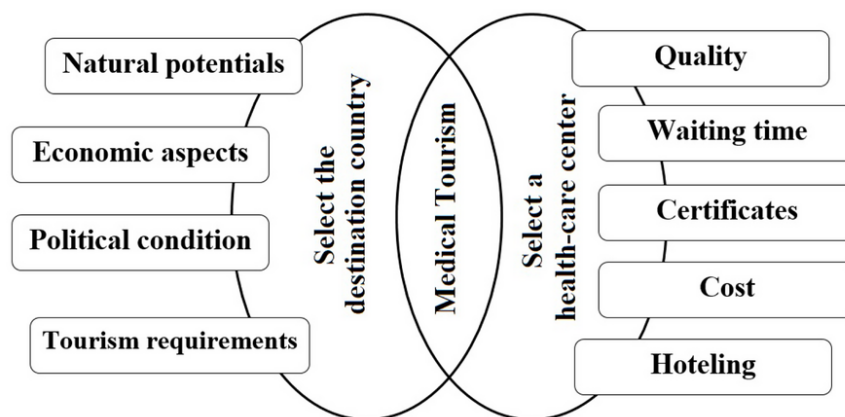 Natural potentials
Economic aspects
Political condition
Tourism requirements
Select the
destination country
Medical Tourism
Select a
health-care center
Quality
Waiting time
Certificates
Cost
Hoteling